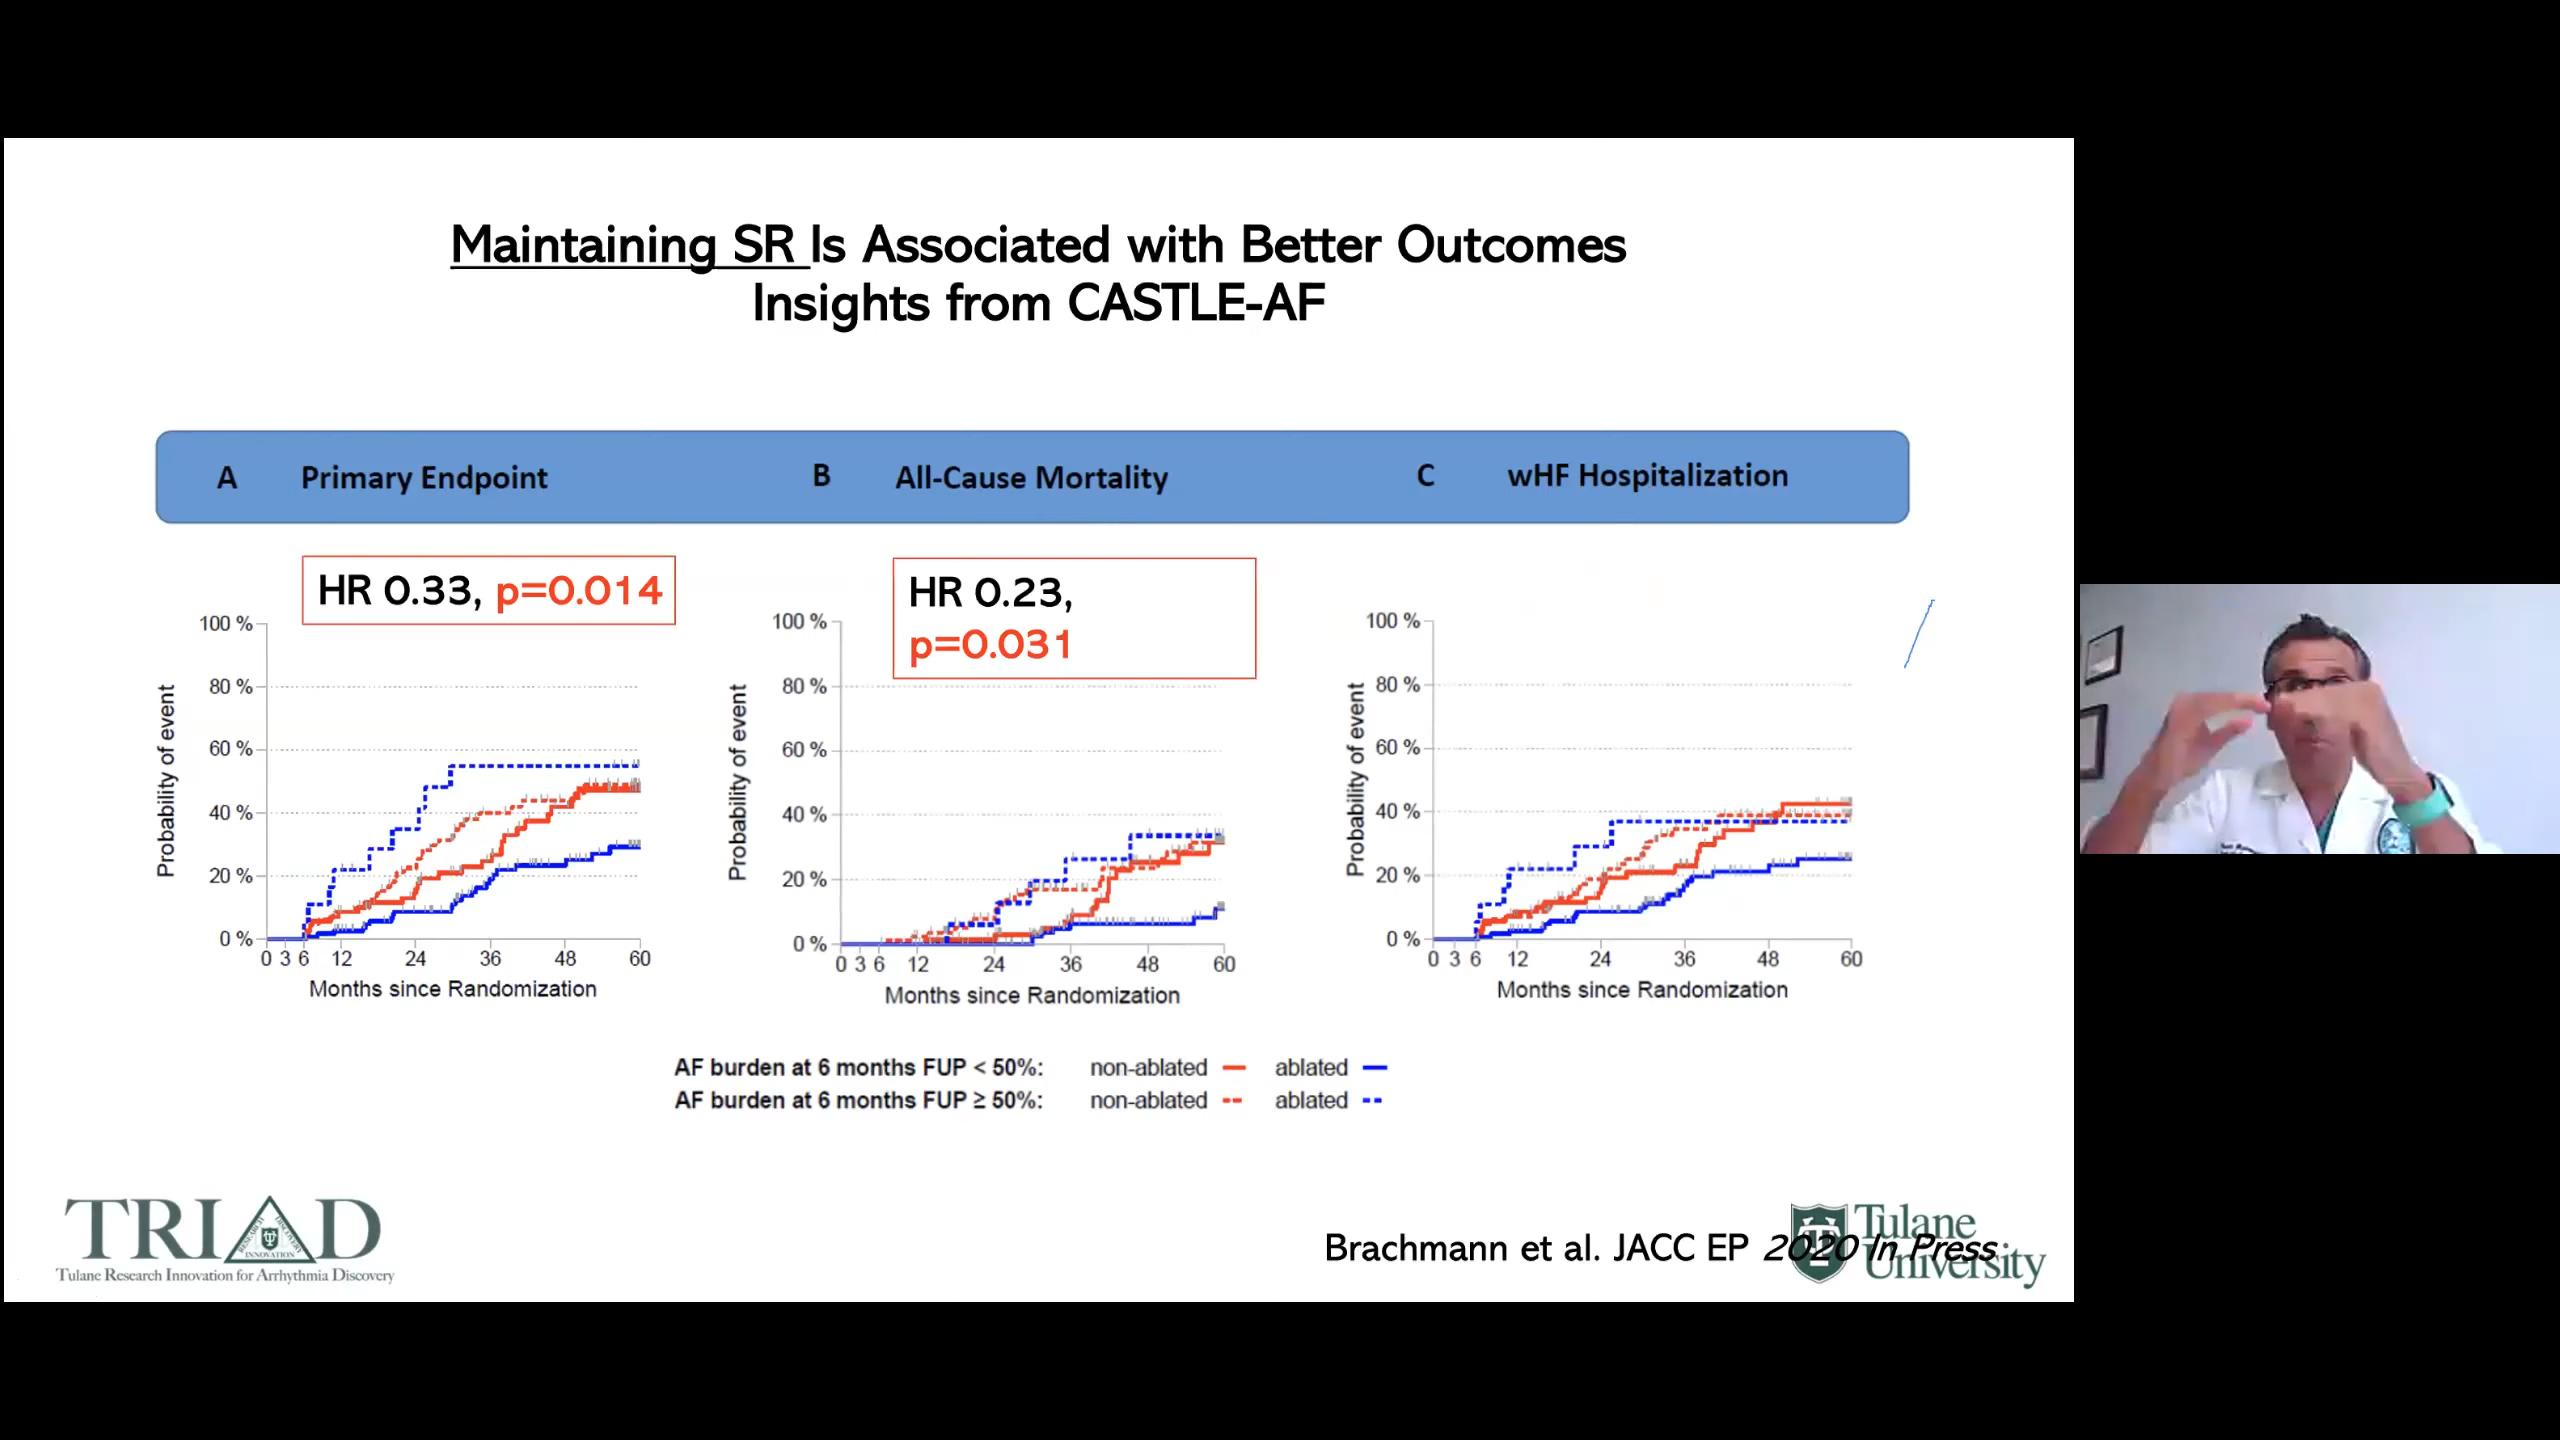 Maintaining SR Is Associated with Better Outcomes
Insights from CASTLE-AF
A Primary Endpoint B All-Cause Mortality C wHF Hospitalization
HR 0.33, p=0.014
HR 0.23,
p=0.031
Probability of event
100 %
80 %
60 %
40 %
20 %
0 %
0 3 6 12 24 36 48 60
Months since Randomization
Probability of event
100 %
80 %
60 %
40 %
20 %
0 %
0 3 6 12 24 36 48 60
Months since Randomization
Probability of event
100 %
80 %
60 %
40 %
20 %
0 %
0 3 6 12 24 36 48 60
Months since Randomization
AF burden at 6 months FUP < 50%: non-ablated ablated
AF burden at 6 months FUP ≥ 50%: non-ablated ablated
TRIAD
RESEARCH DISCOVERY
INNOVATION
Tulane Research Innovation for Arrhythmia Discovery
Brachmann et al. JACC EP 2020 In Press.
Tulane
University